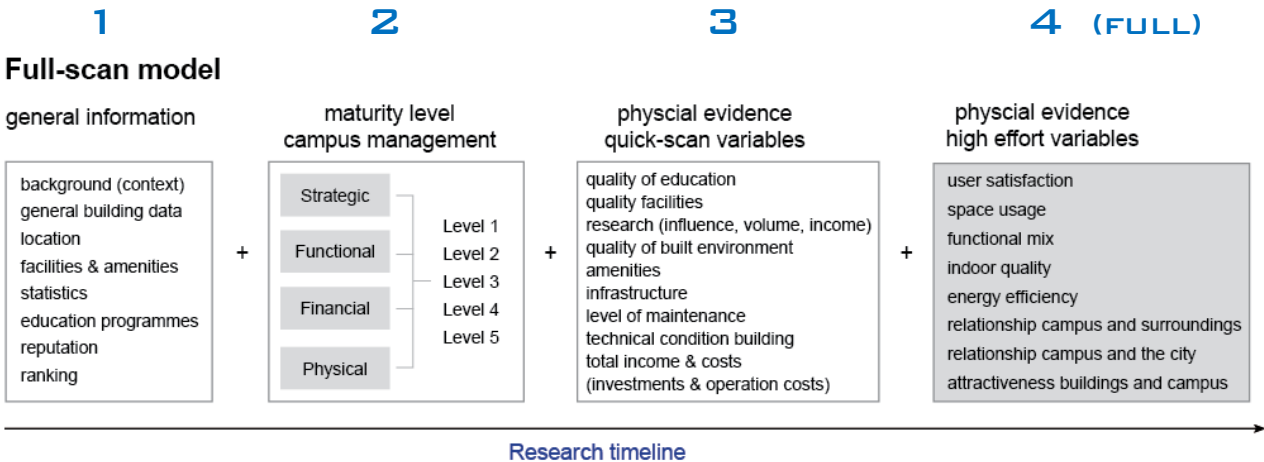 1
2
3
4 (FULL)
Full-scan model
general information
background (context)
general building data
location
facilities & amenities
statistics
education programmes
reputation
ranking
+
maturity level
campus management
Strategic
Functional
Financial
Physical
Level 1
Level 2
Level 3
Level 4
Level 5
+
physcial evidence
quick-scan variables
quality of education
quality facilities
research (influence, volume, income)
quality of built environment
amenities
infrastructure
level of maintenance
technical condition building
total income & costs
(investments & operation costs)
+
physcial evidence
high effort variables
user satisfaction
space usage
functional mix
indoor quality
energy efficiency
relationship campus and surroundings
relationship campus and the city
attractiveness buildings and campus
Research timeline